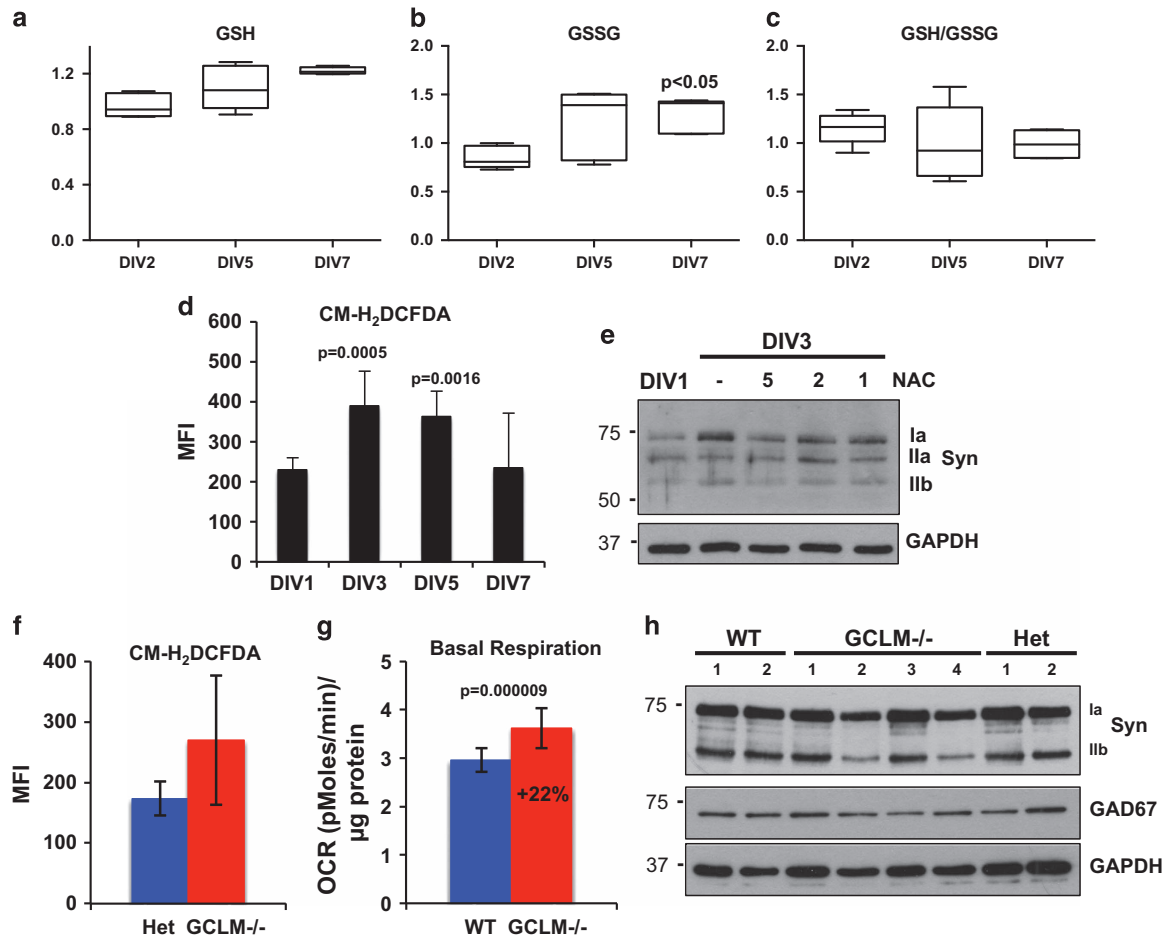 a
GSH
1.2
0.8
0.4
0.0
DIV2 DIV5 DIV7
b
GSSG
p<0.05
2.0
1.5
1.0
0.5
0.0
DIV2 DIV5 DIV7
c
GSH/GSSG
2.0
1.5
1.0
0.5
0.0
DIV2 DIV5 DIV7
d
CM-H₂DCFDA
MFI
600
500
400
300
200
100
0
p=0.0005
p=0.0016
DIV1 DIV3 DIV5 DIV7
e
DIV3
DIV1 - 5 2 1 NAC
75 -
50 -
37 -
Ia
IIa Syn
IIb
GAPDH
f
CM-H₂DCFDA
MFI
400
300
200
100
0
Het GCLM-/-
g
Basal Respiration
OCR (pMoles/min)/
µg protein
5
4
3
2
1
0
p=0.000009
+22%
WT GCLM-/-
h
WT GCLM-/- Het
1 2 1 2 3 4 1 2
75 -
Ia
Syn
IIb
75 -
GAD67
37 -
GAPDH